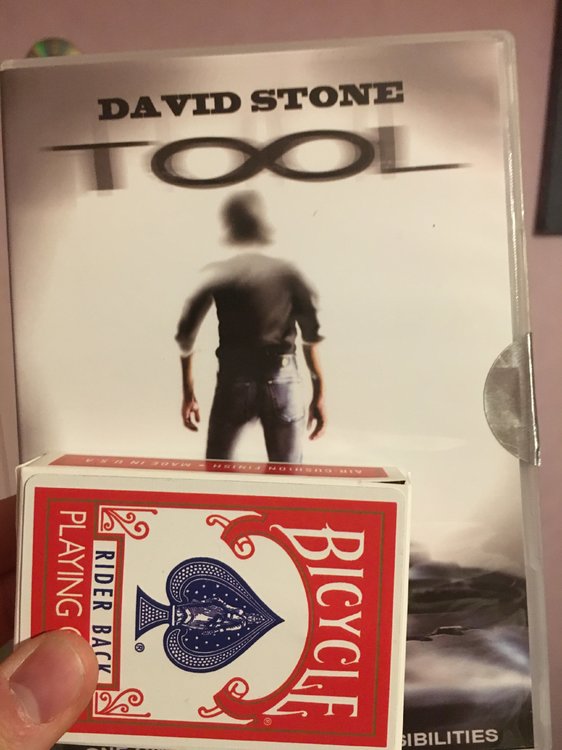 DAVID STONE
TOOL
AIR CUSHION FINISH • MADE IN U.S.A
BICYCLE
®
®
RIDER BACK
PLAYING
SIBILITIES